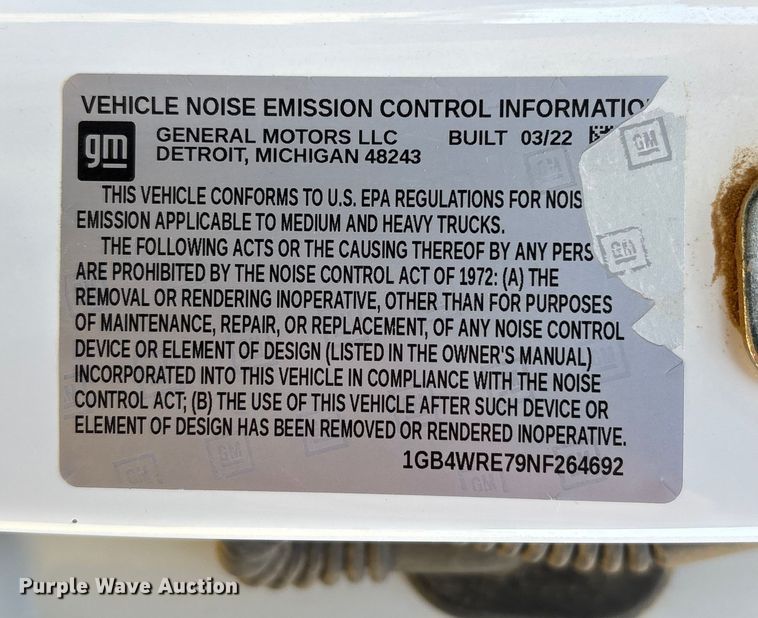 VEHICLE NOISE EMISSION CONTROL INFORMATIO
gm GENERAL MOTORS LLC BUILT 03/22
DETROIT, MICHIGAN 48243
GM
THIS VEHICLE CONFORMS TO U.S. EPA REGULATIONS FOR NOIS
EMISSION APPLICABLE TO MEDIUM AND HEAVY TRUCKS.
THE FOLLOWING ACTS OR THE CAUSING THEREOF BY ANY PERS
GM
ARE PROHIBITED BY THE NOISE CONTROL ACT OF 1972: (A) THE
REMOVAL OR RENDERING INOPERATIVE, OTHER THAN FOR PURPOSES
OF MAINTENANCE, REPAIR, OR REPLACEMENT, OF ANY NOISE CONTROL
DEVICE OR ELEMENT OF DESIGN (LISTED IN THE OWNER'S MANUAL)
INCORPORATED INTO THIS VEHICLE IN COMPLIANCE WITH THE NOISE
CONTROL ACT; (B) THE USE OF THIS VEHICLE AFTER SUCH DEVICE OR
ELEMENT OF DESIGN HAS BEEN REMOVED OR RENDERED INOPERATIVE.
GM
1GB4WRE79NF264692
GM
Purple Wave Auction